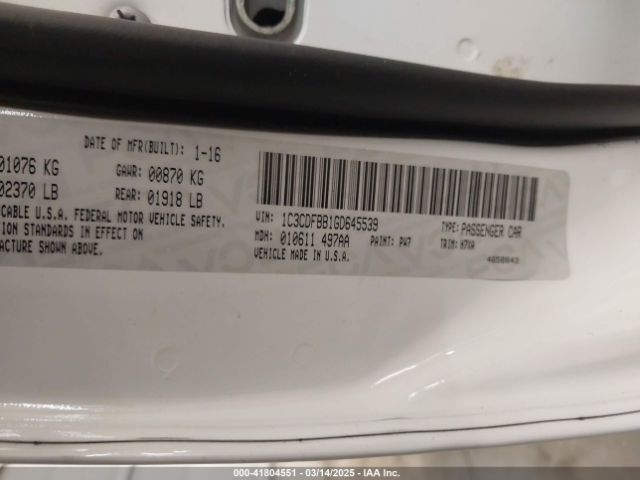 DATE OF MFR(BUILT): 1-16
01076 KG GAWR: 00870 KG
02370 LB REAR: 01918 LB
CABLE U.S.A. FEDERAL MOTOR VEHICLE SAFETY,
ION STANDARDS IN EFFECT ON
ACTURE SHOWN ABOVE.
VIN: 1C3CDFBB1GD645539 TYPE: PASSENGER CAR
MDH: 010611 497AA PAINT: PW7 TRIM: H7XA
VEHICLE MADE IN U.S.A.
000-41804551 - 03/14/2025 - IAA Inc.